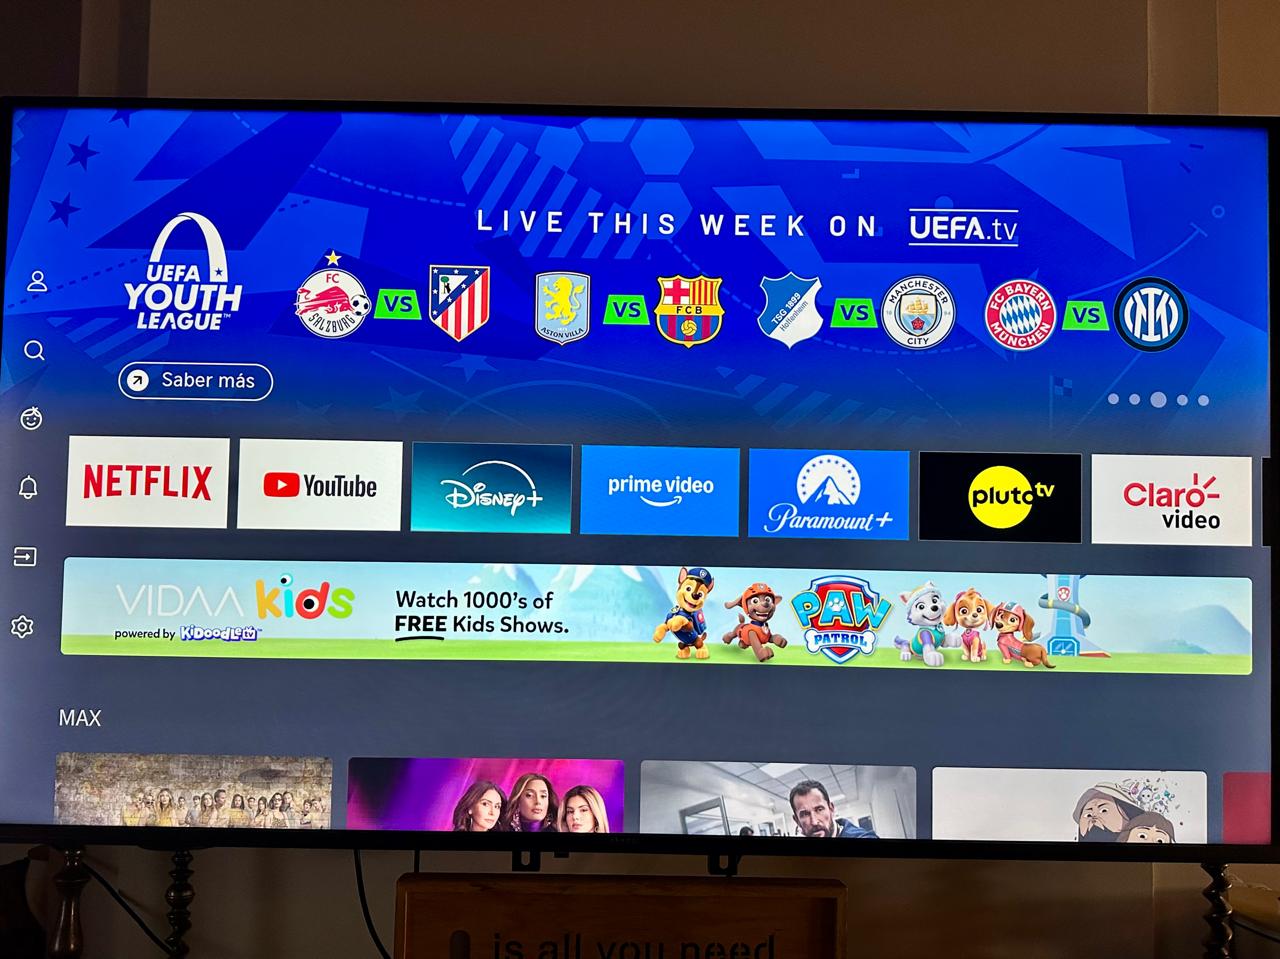 LIVE THIS WEEK ON UEFA.tv
UEFA
YOUTH
LEAGUE™
FC
SALZBURG
VS
ASTON VILLA
VS
FCB
TSG 1899
Hoffenheim
VS
MANCHESTER
CITY
FC BAYERN
MÜNCHEN
VS
Saber más
NETFLIX
YouTube
Disney+
prime video
Paramount+
pluto tv
Claro-
video
VIDAA kids
powered by KiDoodle.tv™
Watch 1000's of
FREE Kids Shows.
PAW
PATROL
MAX
is all you need